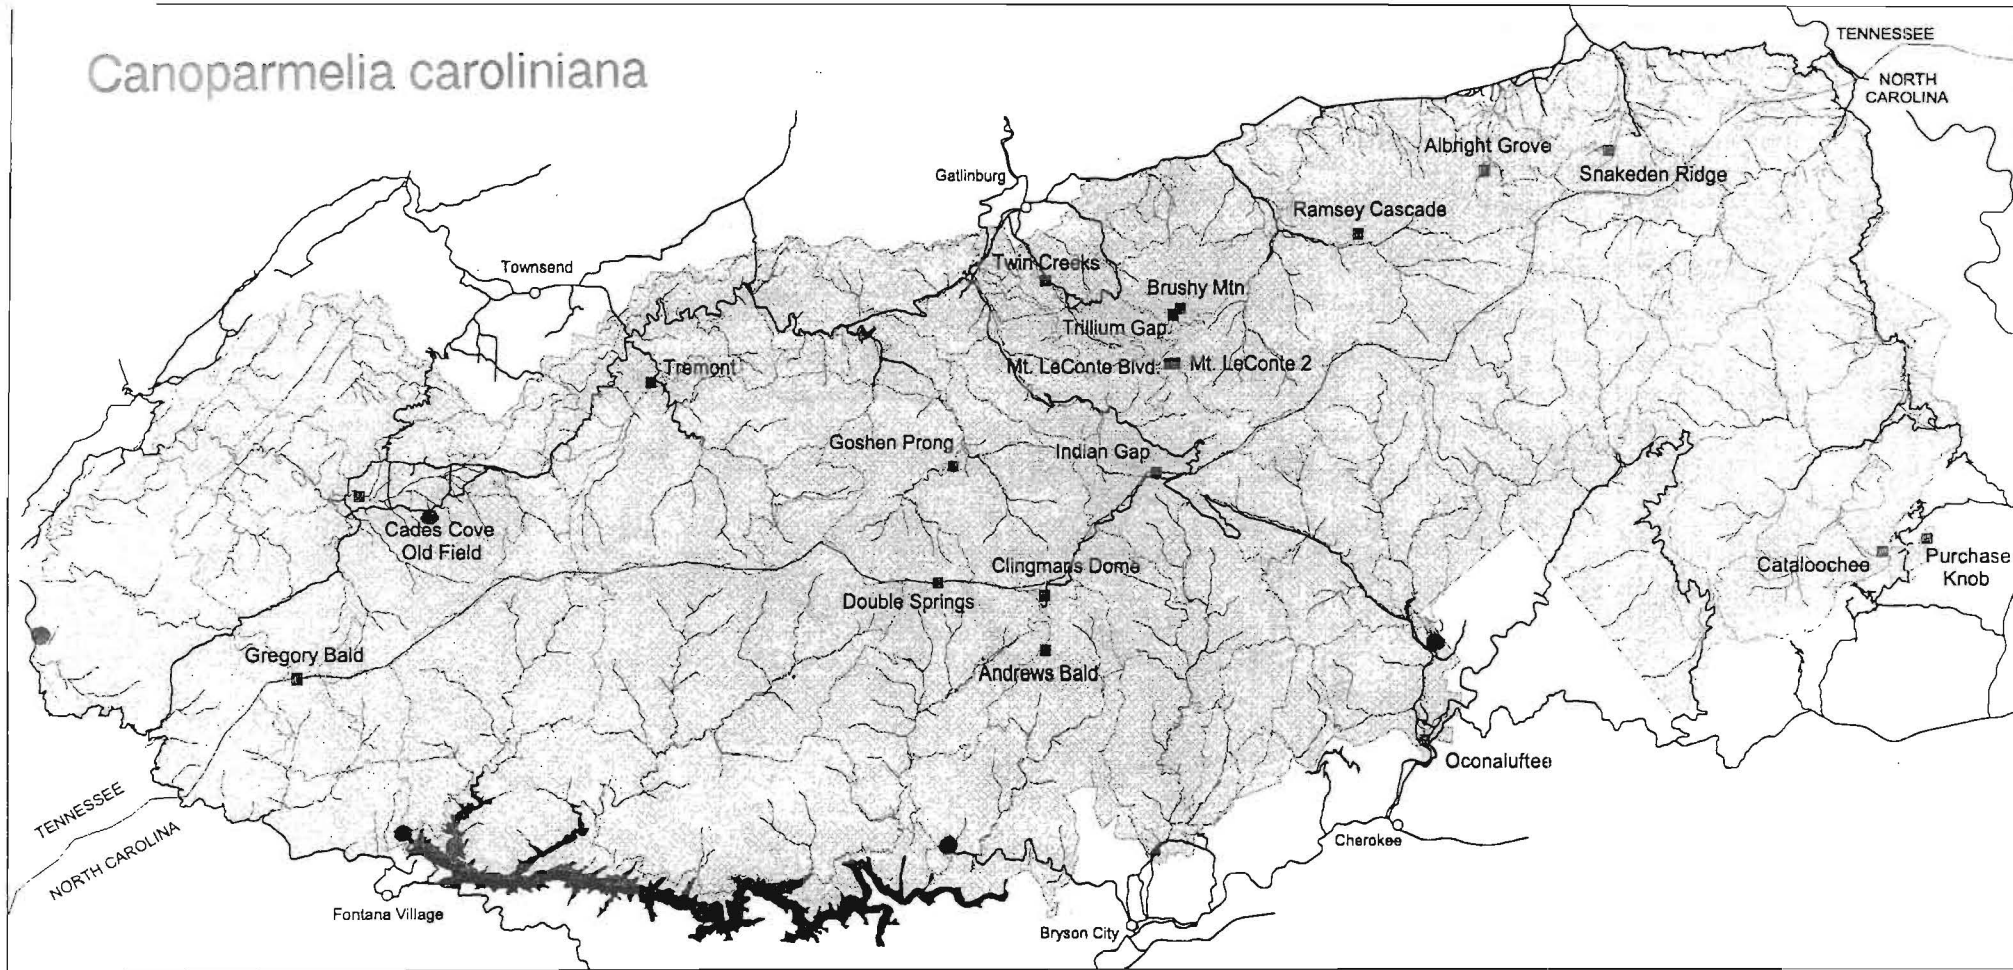 Canoparmelia caroliniana
TENNESSEE
NORTH
CAROLINA
Albright Grove
Snakeden Ridge
Gatlinburg
Ramsey Cascade
Townsend
Twin Creeks
Brushy Mtn
Trillium Gap
Tremont
Mt. LeConte Blvd.
Mt. LeConte 2
Goshen Prong
Indian Gap
Cades Cove
Old Field
Clingmans Dome
Cataloochee
Purchase
Knob
Double Springs
Gregory Bald
Andrews Bald
Oconaluftee
TENNESSEE
NORTH CAROLINA
Cherokee
Fontana Village
Bryson City